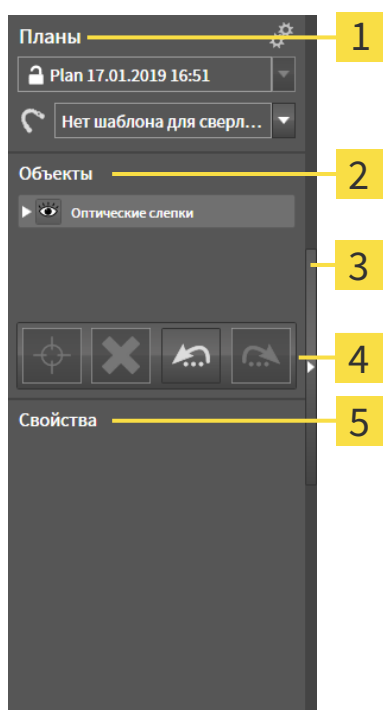 Планы
1
Plan 17.01.2019 16:51
Нет шаблона для сверл...
Объекты
2
Оптические слепки
3
4
Свойства
5